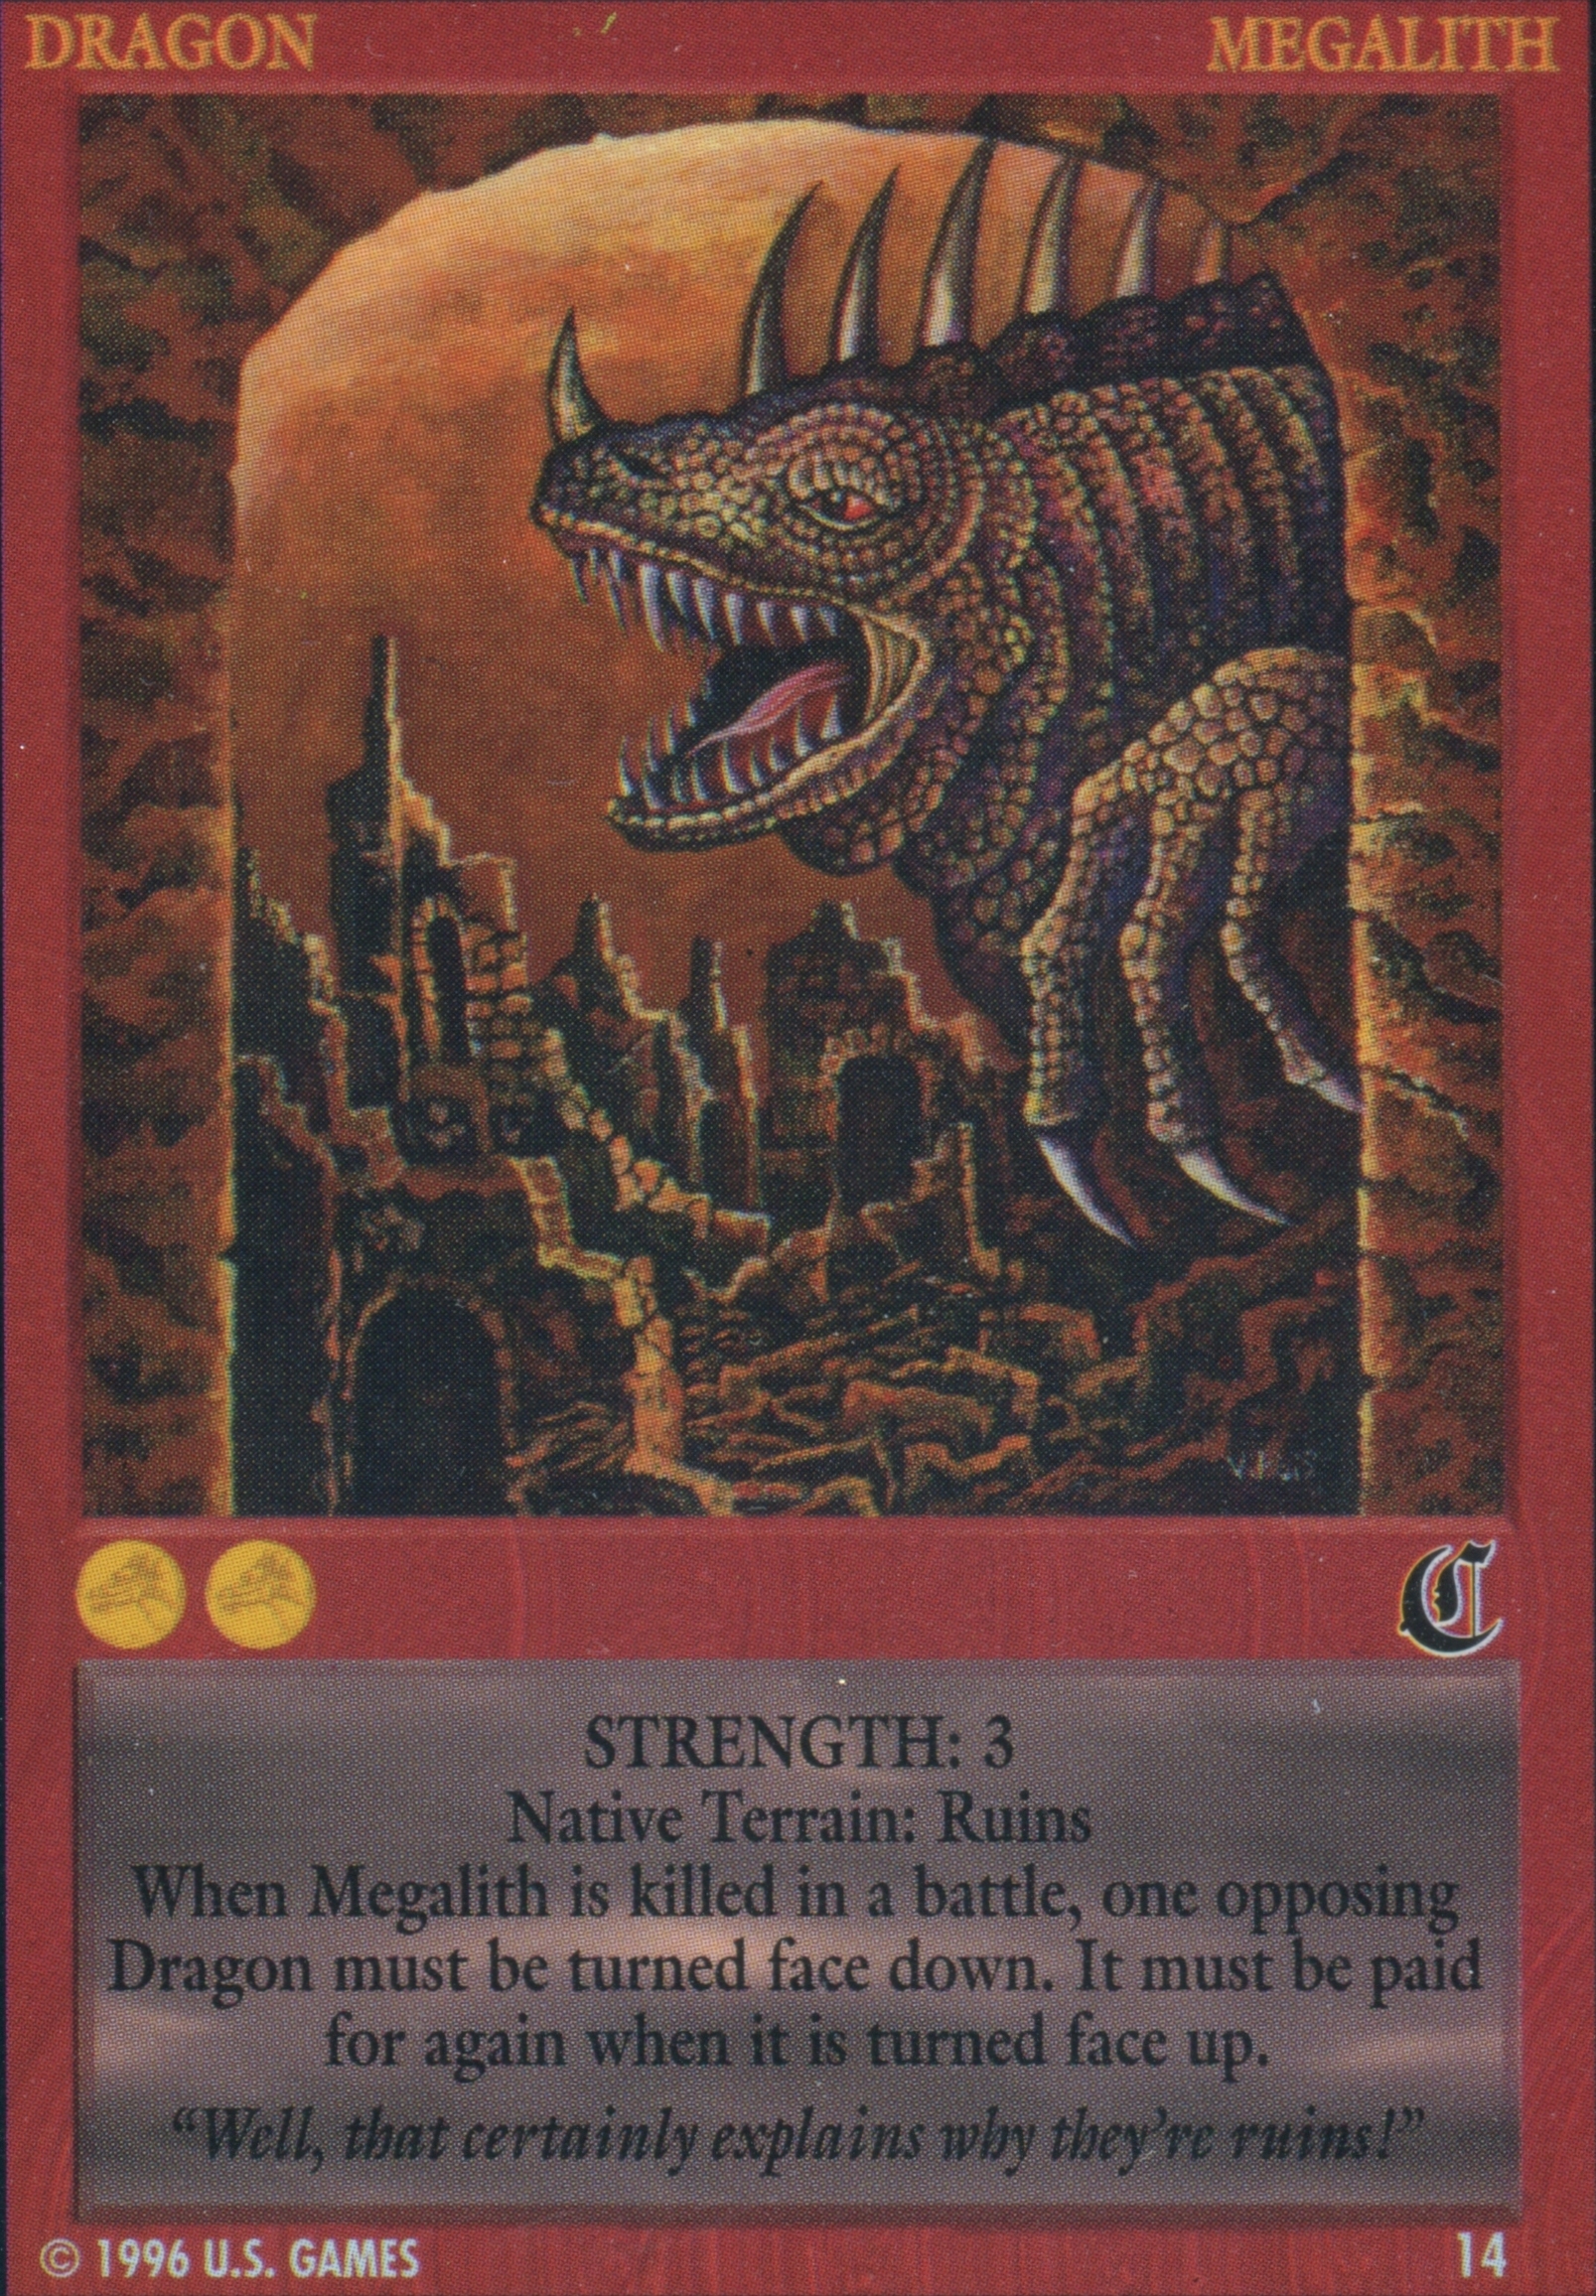 DRAGON MEGALITH
C
STRENGTH: 3
Native Terrain: Ruins
When Megalith is killed in a battle, one opposing
Dragon must be turned face down. It must be paid
for again when it is turned face up.
“Well, that certainly explains why they’re ruins!”
© 1996 U.S. GAMES 14